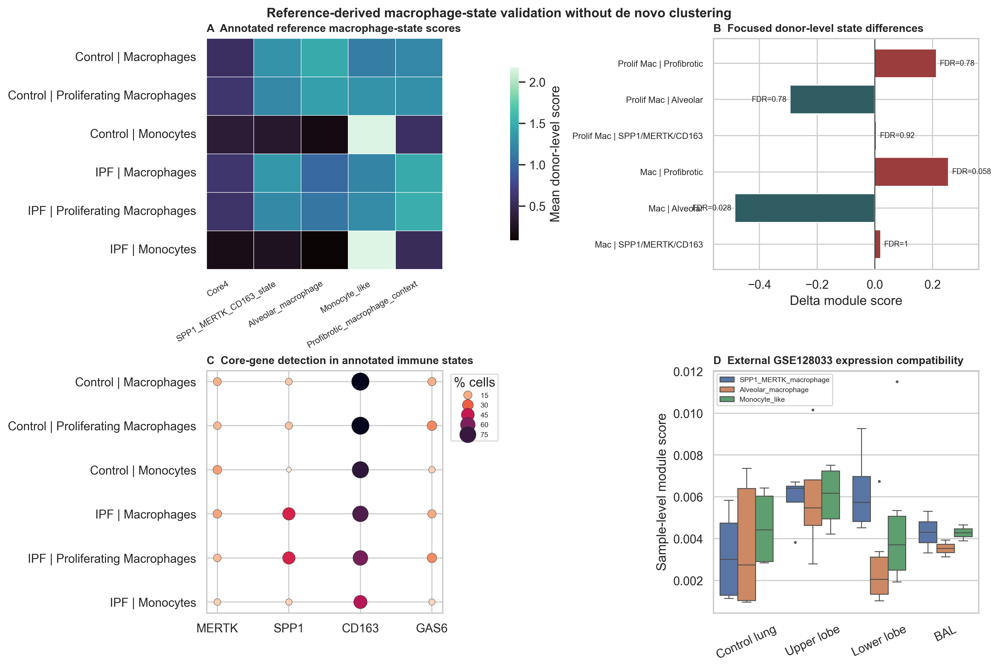 Reference-derived macrophage-state validation without de novo clustering
A Annotated reference macrophage-state scores
Control | Macrophages
Control | Proliferating Macrophages
Control | Monocytes
IPF | Macrophages
IPF | Proliferating Macrophages
IPF | Monocytes
Core4
SPP1_MERTK_CD163_state
Alveolar_macrophage
Monocyte_like
Profibrotic_macrophage_context
2.0
1.5
1.0
0.5
Mean donor-level score
B Focused donor-level state differences
Prolif Mac | Profibrotic
FDR=0.78
Prolif Mac | Alveolar
FDR=0.78
Prolif Mac | SPP1/MERTK/CD163
FDR=0.92
Mac | Profibrotic
FDR=0.058
Mac | Alveolar
FDR=0.028
Mac | SPP1/MERTK/CD163
FDR=1
−0.4
−0.2
0.0
0.2
Delta module score
C Core-gene detection in annotated immune states
Control | Macrophages
Control | Proliferating Macrophages
Control | Monocytes
IPF | Macrophages
IPF | Proliferating Macrophages
IPF | Monocytes
MERTK
SPP1
CD163
GAS6
% cells
15
30
45
60
75
D External GSE128033 expression compatibility
SPP1_MERTK_macrophage
Alveolar_macrophage
Monocyte_like
0.012
0.010
0.008
0.006
0.004
0.002
Sample-level module score
Control lung
Upper lobe
Lower lobe
BAL